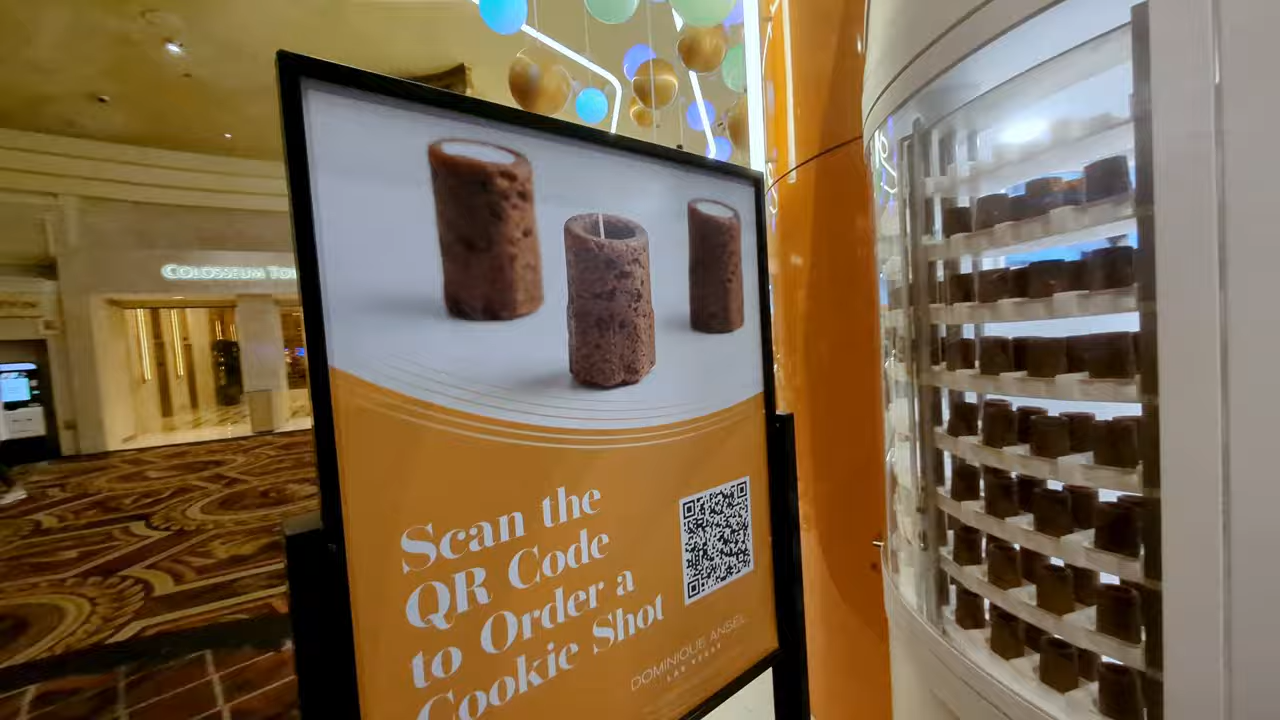 COLOSSEUM TO
Scan the
QR Code
to Order a
Cookie Shot
DOMINIQUE ANSEL
LAS VEGAS